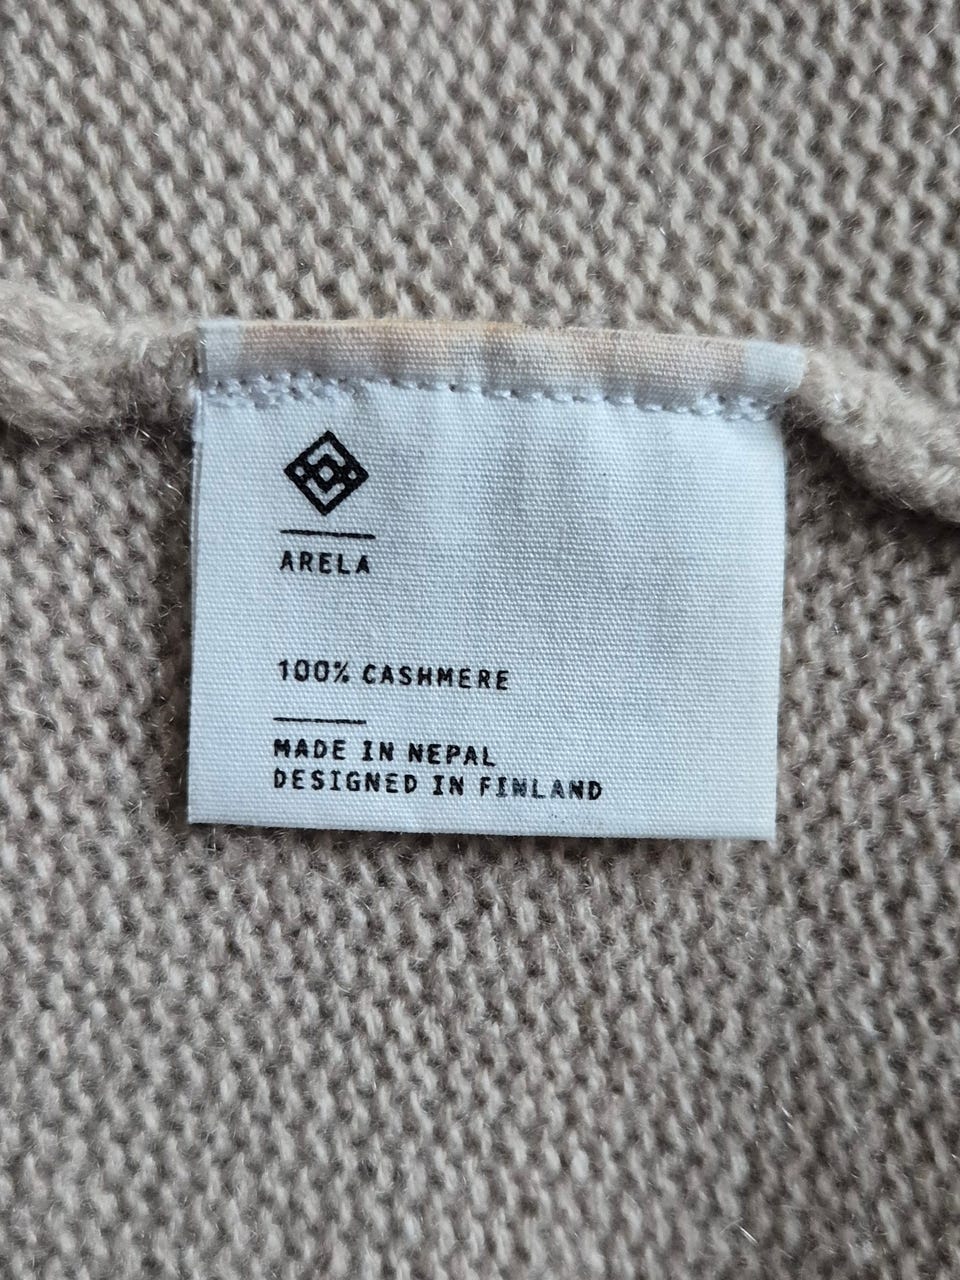 ARELA
100% CASHMERE
MADE IN NEPAL
DESIGNED IN FINLAND